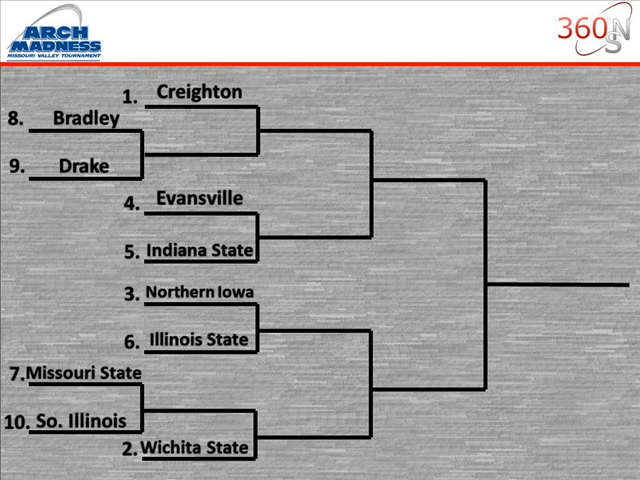 ARCH
MADNESS
MISSOURI VALLEY TOURNAMENT
360NS
1. Creighton
8. Bradley
9. Drake
4. Evansville
5. Indiana State
3. Northern Iowa
6. Illinois State
7. Missouri State
10. So. Illinois
2. Wichita State